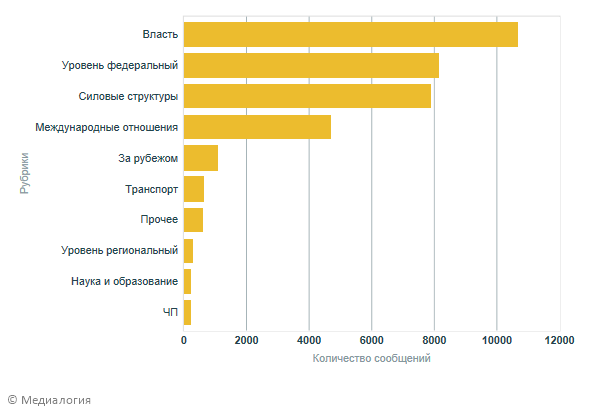 Власть
Уровень федеральный
Силовые структуры
Международные отношения
За рубежом
Транспорт
Прочее
Уровень региональный
Наука и образование
ЧП
Рубрики
0 2000 4000 6000 8000 10000 12000
Количество сообщений
© Медиалогия